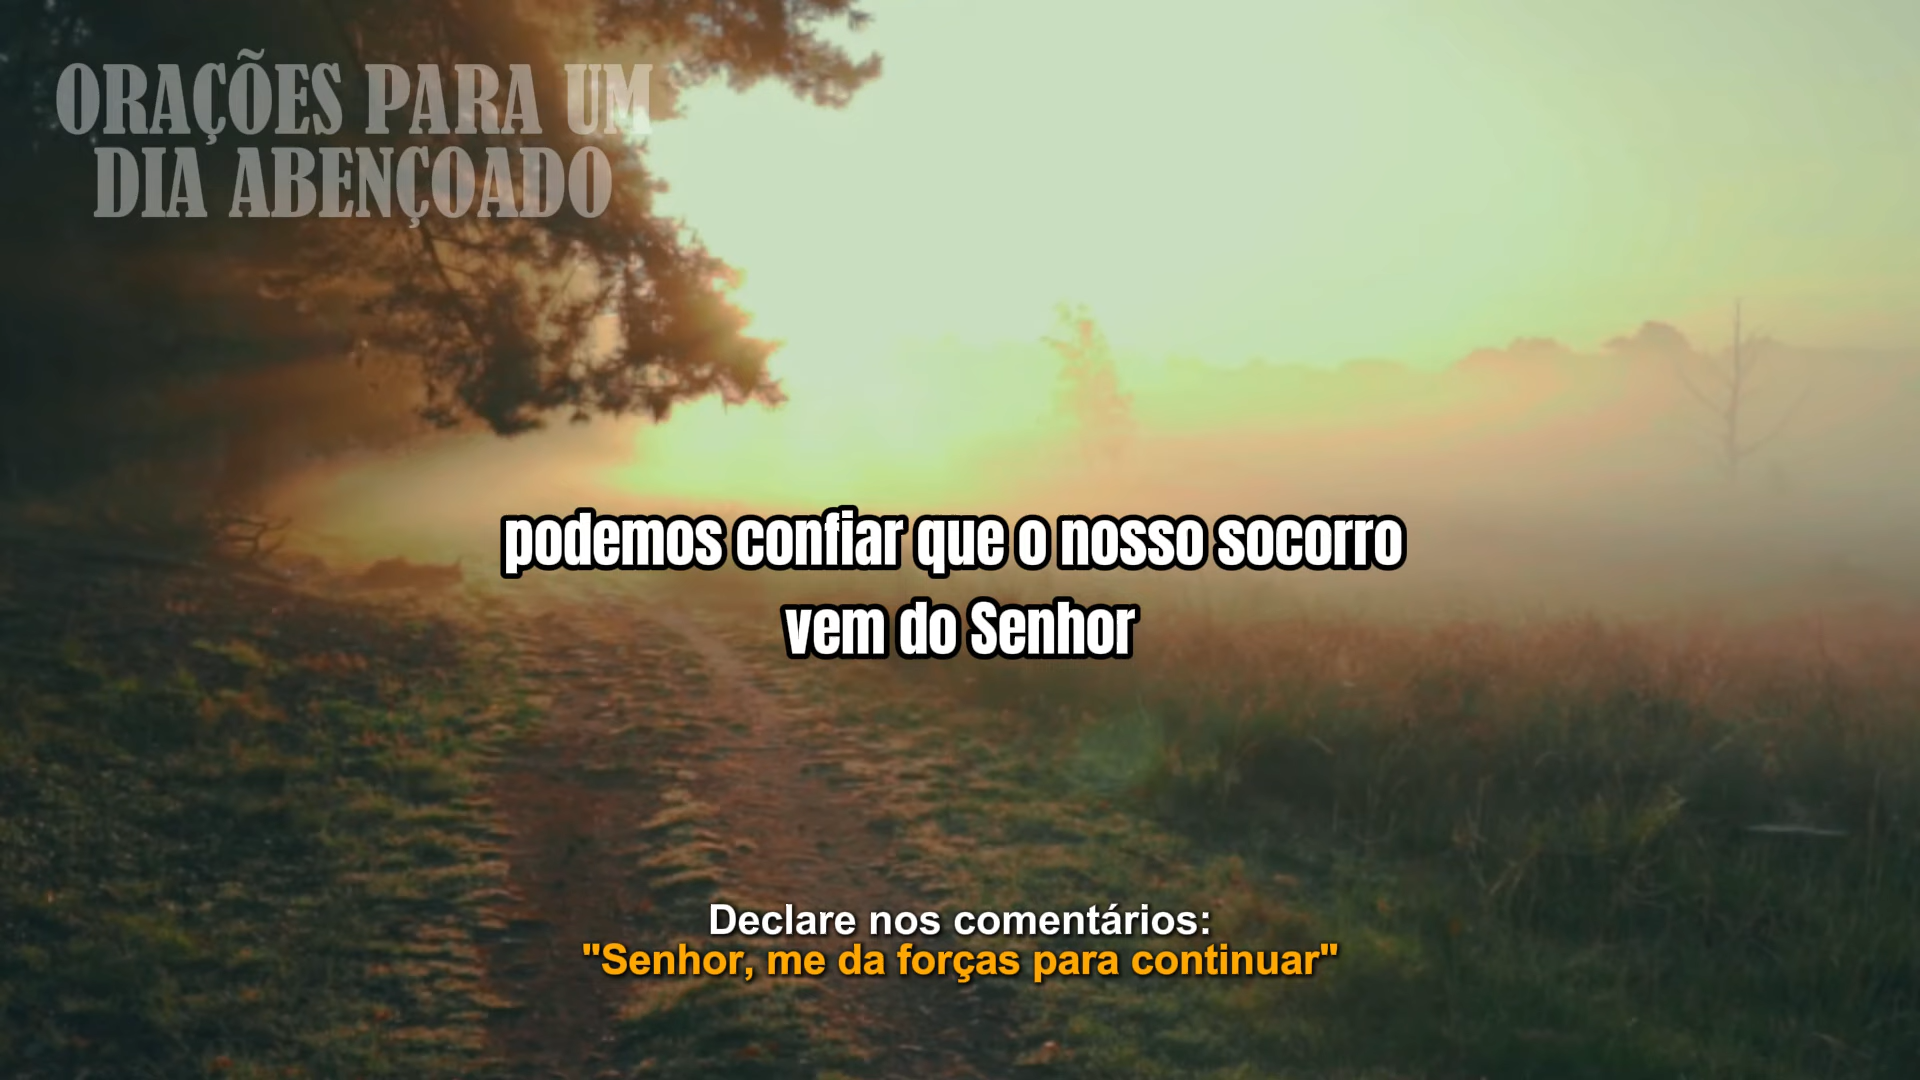 ORAÇÕES PARA UM
DIA ABENÇOADO
podemos confiar que o nosso socorro
vem do Senhor
Declare nos comentários:
"Senhor, me da forças para continuar"